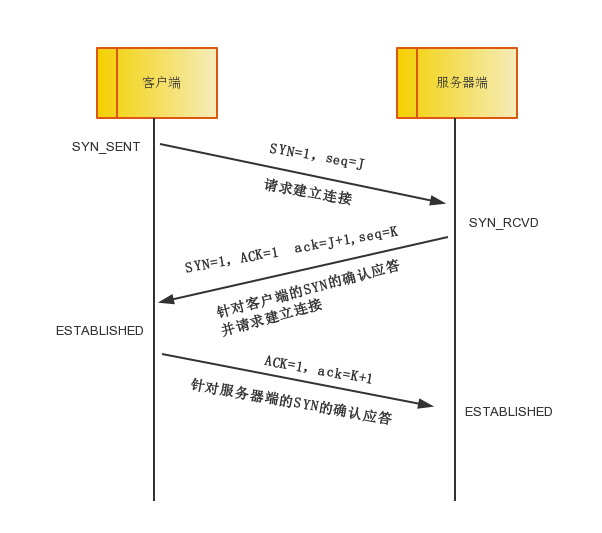 客户端
服务器端
SYN_SENT
SYN=1, seq=J
请求建立连接
SYN_RCVD
SYN=1, ACK=1 ack=J+1,seq=K
针对客户端的SYN的确认应答
并请求建立连接
ESTABLISHED
ACK=1, ack=K+1
针对服务器端的SYN的确认应答
ESTABLISHED